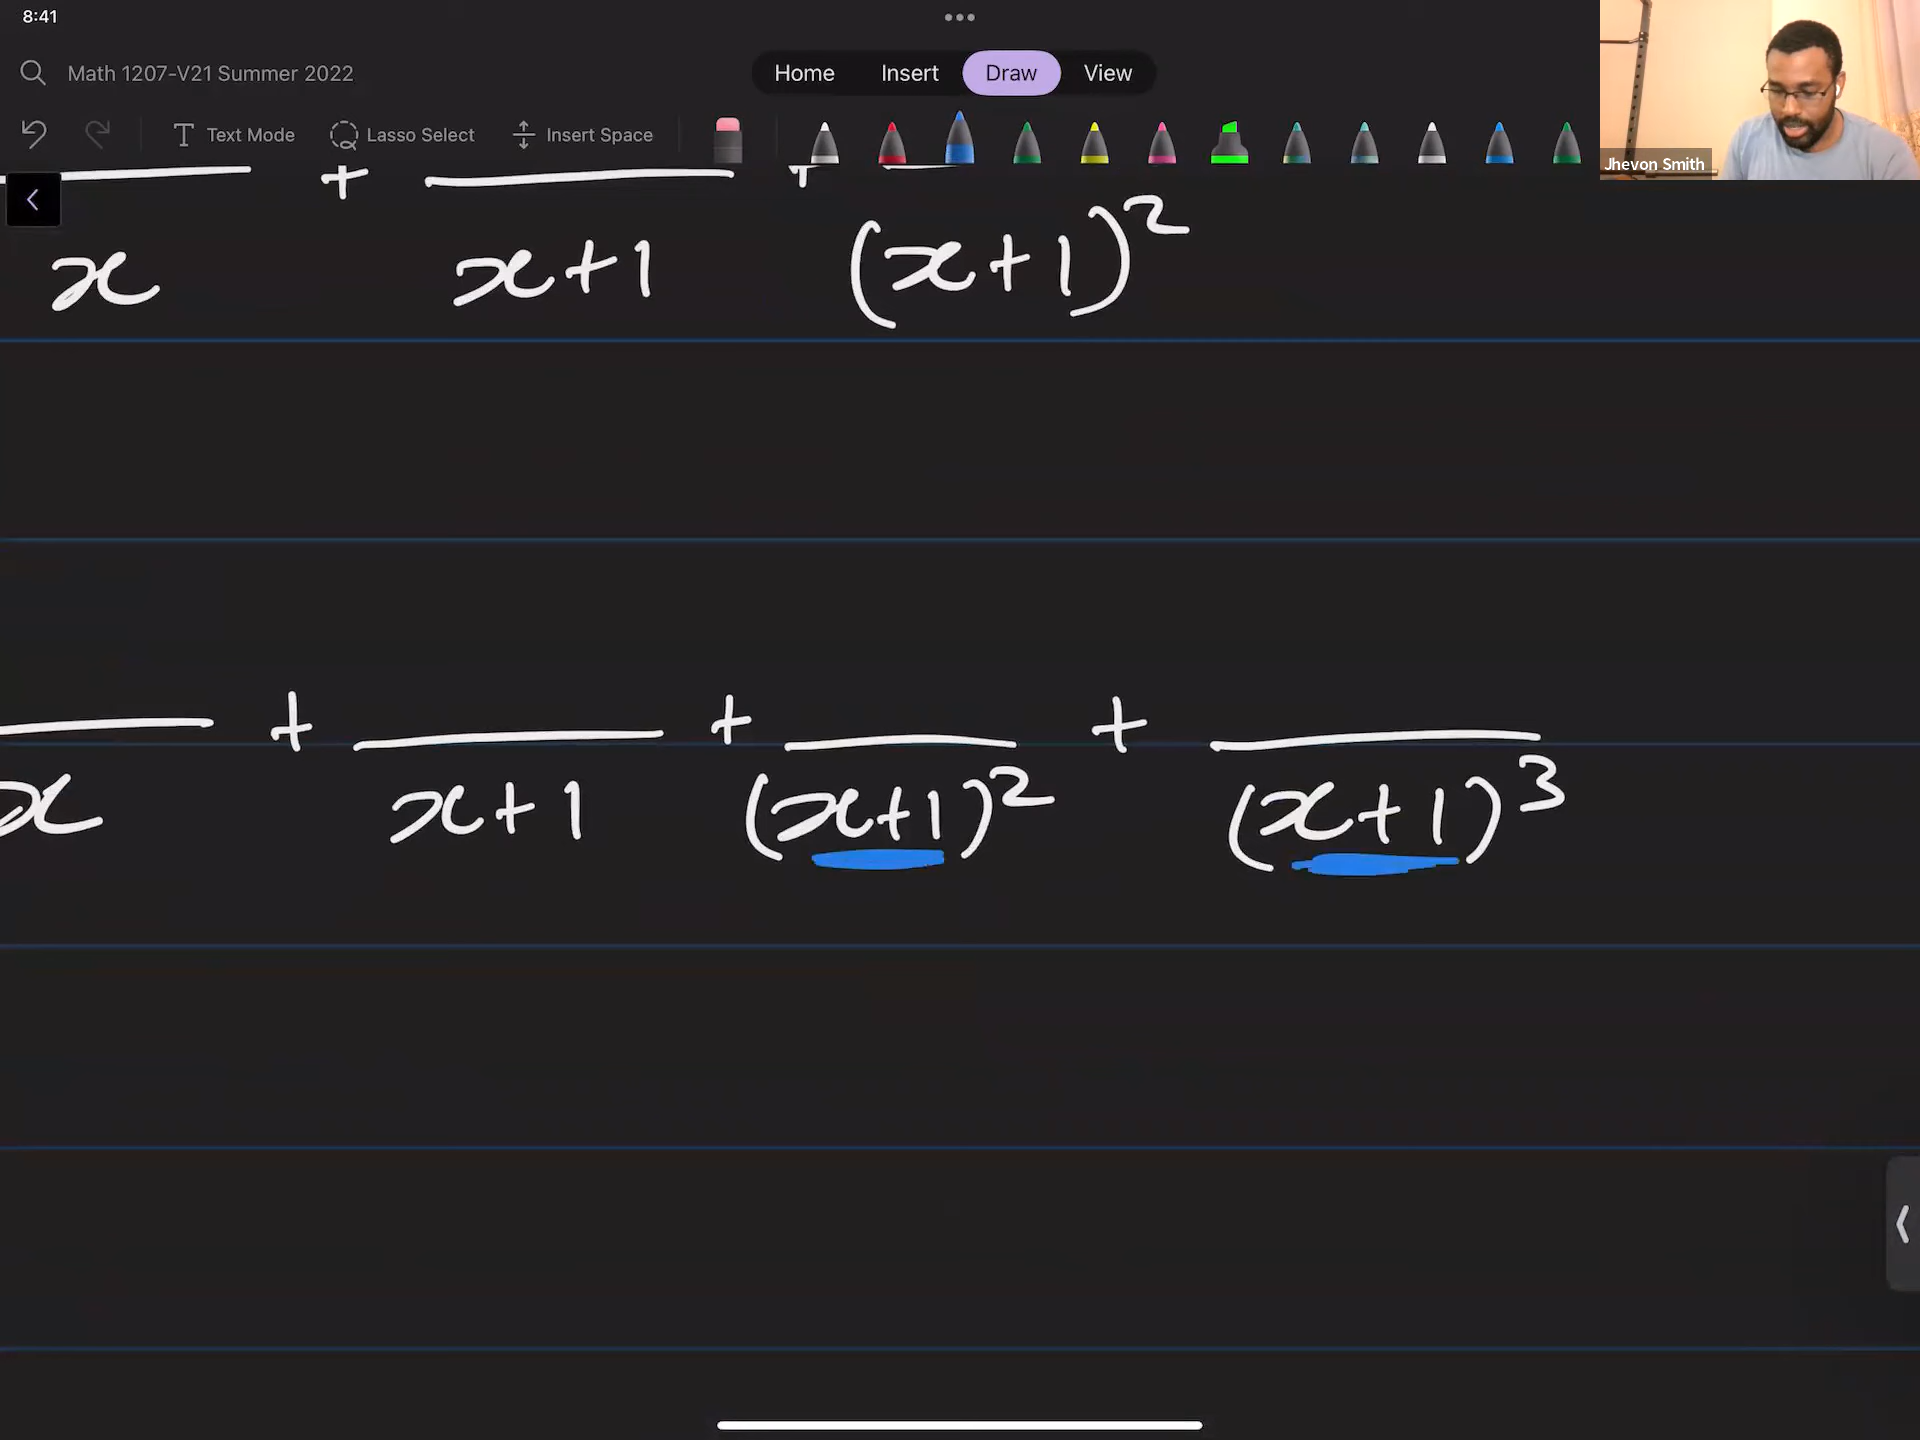 8:41
Math 1207-V21 Summer 2022
Home Insert Draw View
Text Mode Lasso Select Insert Space
Jhevon Smith
+ +
x x+1 (x+1)²
+ + +
x x+1 (x+1)² (x+1)³